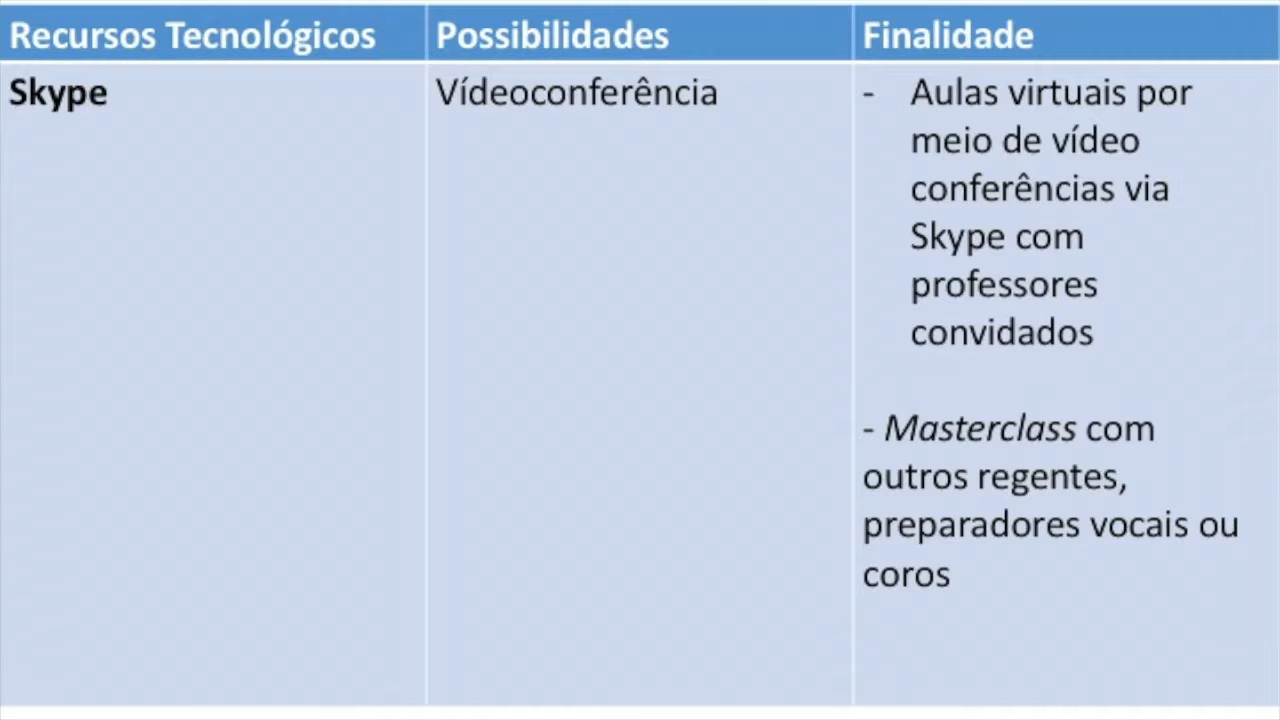 Recursos Tecnológicos
Possibilidades
Finalidade
Skype
Vídeoconferência
- Aulas virtuais por
meio de vídeo
conferências via
Skype com
professores
convidados
- Masterclass com
outros regentes,
preparadores vocais ou
coros